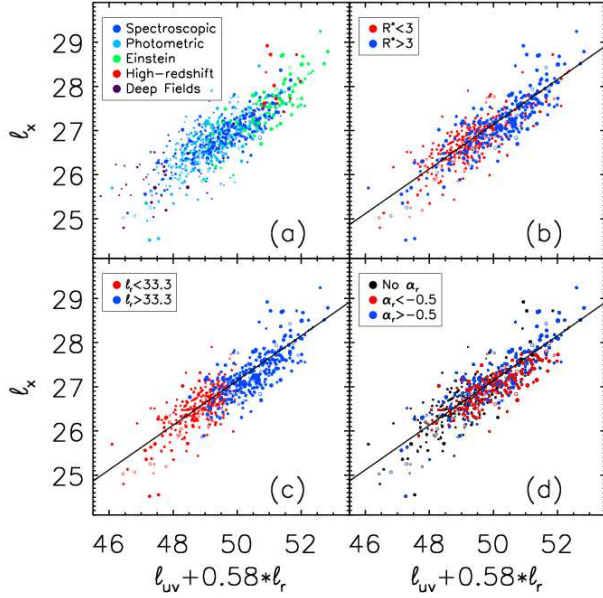 Spectroscopic
Photometric
Einstein
High-redshift
Deep Fields
R*<3
R*>3
29
28
27
26
25
ℓx
(a)
(b)
ℓr<33.3
ℓr>33.3
No αr
αr<−0.5
αr>−0.5
29
28
27
26
25
ℓx
(c)
(d)
46 48 50 52 46 48 50 52
ℓuv+0.58*ℓr ℓuv+0.58*ℓr